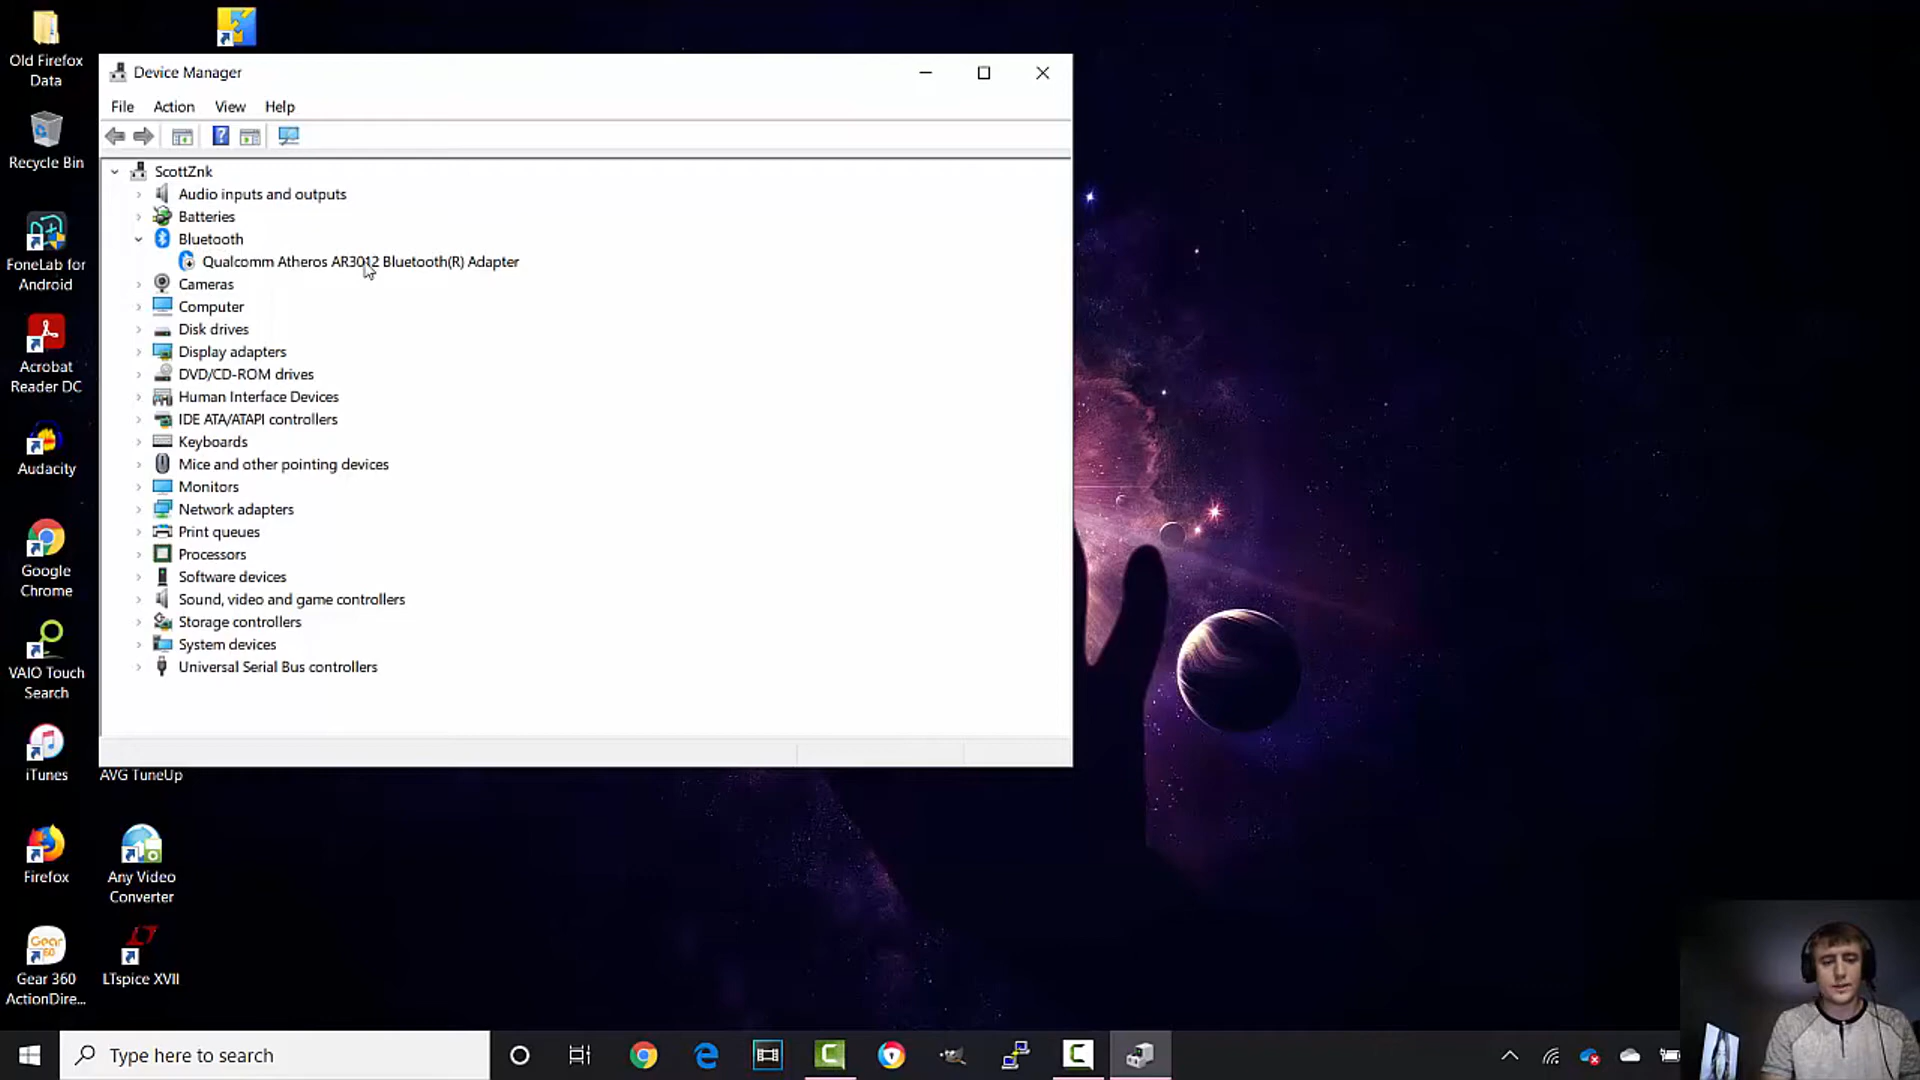 Old Firefox
Data
Recycle Bin
FoneLab for
Android
Acrobat
Reader DC
Audacity
Google
Chrome
VAIO Touch
Search
iTunes
AVG TuneUp
Firefox
Any Video
Converter
Gear 360
ActionDire...
LTspice XVII
Device Manager
File Action View Help
ScottZnk
Audio inputs and outputs
Batteries
Bluetooth
Qualcomm Atheros AR3012 Bluetooth(R) Adapter
Cameras
Computer
Disk drives
Display adapters
DVD/CD-ROM drives
Human Interface Devices
IDE ATA/ATAPI controllers
Keyboards
Mice and other pointing devices
Monitors
Network adapters
Print queues
Processors
Software devices
Sound, video and game controllers
Storage controllers
System devices
Universal Serial Bus controllers
Type here to search